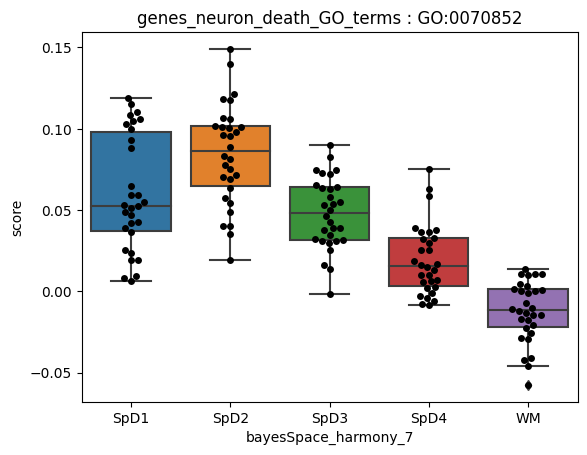 genes_neuron_death_GO_terms : GO:0070852
0.15
0.10
0.05
0.00
−0.05
score
SpD1 SpD2 SpD3 SpD4 WM
bayesSpace_harmony_7